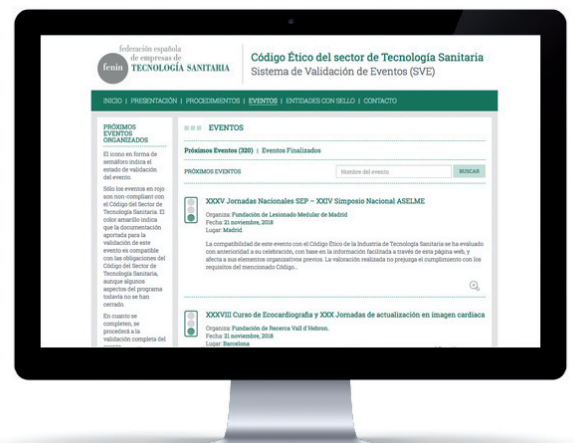 federación española
de empresas de
TECNOLOGÍA SANITARIA
fenin
Código Ético del sector de Tecnología Sanitaria
Sistema de Validación de Eventos (SVE)
INICIO | PRESENTACIÓN | PROCEDIMIENTOS | EVENTOS | ENTIDADES CON SELLO | CONTACTO
PRÓXIMOS
EVENTOS
ORGANIZADOS
El icono en forma de
semáforo indica el
estado de validación
del evento.
Sólo los eventos en rojo
son non-compliant con
el Código del Sector de
Tecnología Sanitaria. El
color amarillo indica
que la documentación
aportada para la
validación de este
evento es compatible
con las obligaciones del
Código del Sector de
Tecnología Sanitaria,
aunque algunos
aspectos del programa
todavía no se han
cerrado.
En cuanto se
completen, se
procederá a la
validación completa del
EVENTOS
Próximos Eventos (320) | Eventos Finalizados
PRÓXIMOS EVENTOS
Nombre del evento
BUSCAR
XXXV Jornadas Nacionales SEP – XXIV Simposio Nacional ASELME
Organiza: Fundación de Lesionado Medular de Madrid
Fecha: 21 noviembre, 2018
Lugar: Madrid
La compatibilidad de este evento con el Código Ético de la Industria de Tecnología Sanitaria se ha evaluado
con anterioridad a su celebración, con base en la información facilitada a través de esta página web, y
afecta a sus elementos organizativos previos. La valoración realizada no prejuzga el cumplimiento con los
requisitos del mencionado Código..
XXXVIII Curso de Ecocardiografia y XXX Jornadas de actualización en imagen cardiaca
Organiza: Fundación de Recerca Vall d'Hebron.
Fecha: 21 noviembre, 2018
Lugar: Barcelona